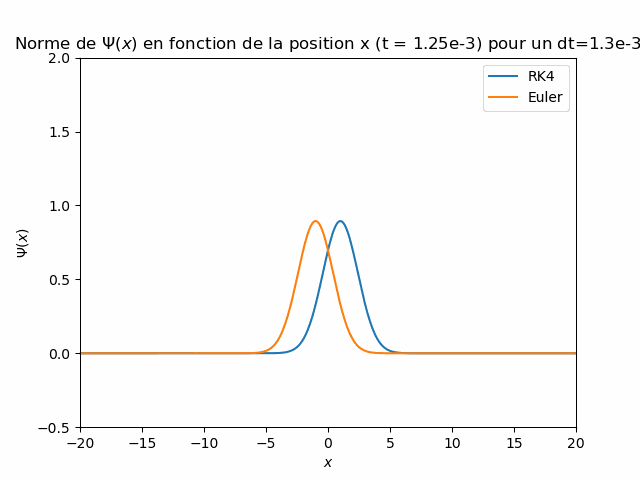 Norme de Ψ(x) en fonction de la position x (t = 1.25e-3) pour un dt=1.3e-3
RK4
Euler
2.0
1.5
1.0
0.5
0.0
−0.5
Ψ(x)
−20 −15 −10 −5 0 5 10 15 20
x